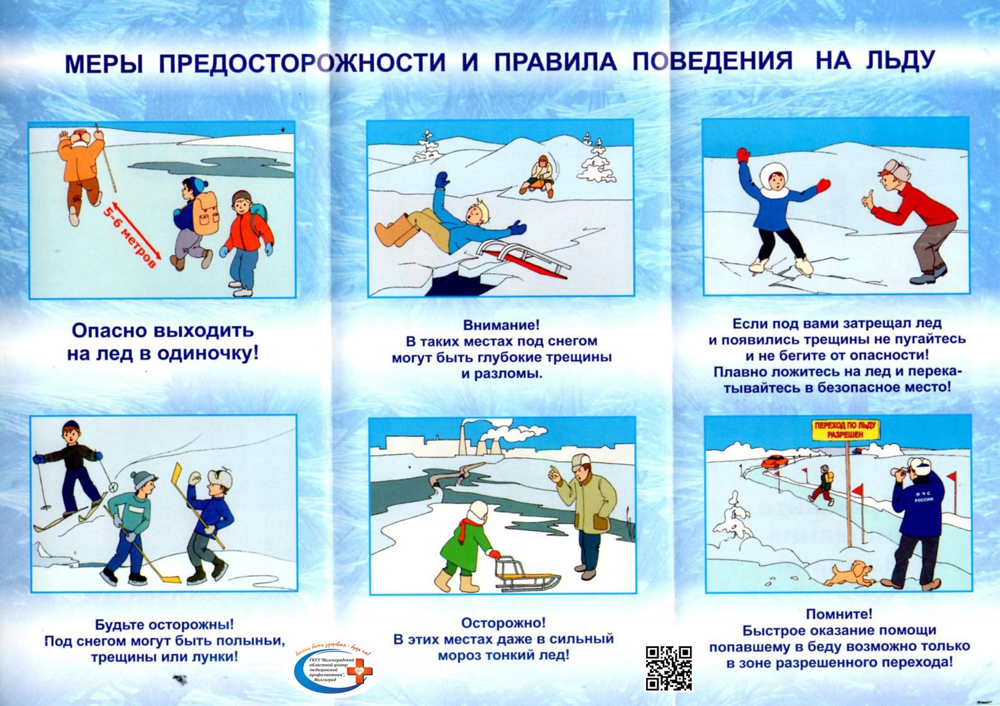 МЕРЫ ПРЕДОСТОРОЖНОСТИ И ПРАВИЛА ПОВЕДЕНИЯ НА ЛЬДУ
5-6 метров
Опасно выходить
на лед в одиночку!
Внимание!
В таких местах под снегом
могут быть глубокие трещины
и разломы.
Если под вами затрещал лед
и появились трещины не пугайтесь
и не бегите от опасности!
Плавно ложитесь на лед и перека-
тывайтесь в безопасное место!
ПЕРЕХОД ПО ЛЬДУ
РАЗРЕШЕН
М Ч С
РОССИИ
Будьте осторожны!
Под снегом могут быть полыньи,
трещины или лунки!
Осторожно!
В этих местах даже в сильный
мороз тонкий лед!
Помните!
Быстрое оказание помощи
попавшему в беду возможно только
в зоне разрешенного перехода!
Хочешь быть здоровым - будь им!
ГКУЗ "Волгоградский
областной центр
медицинской
профилактики",
Волгоград